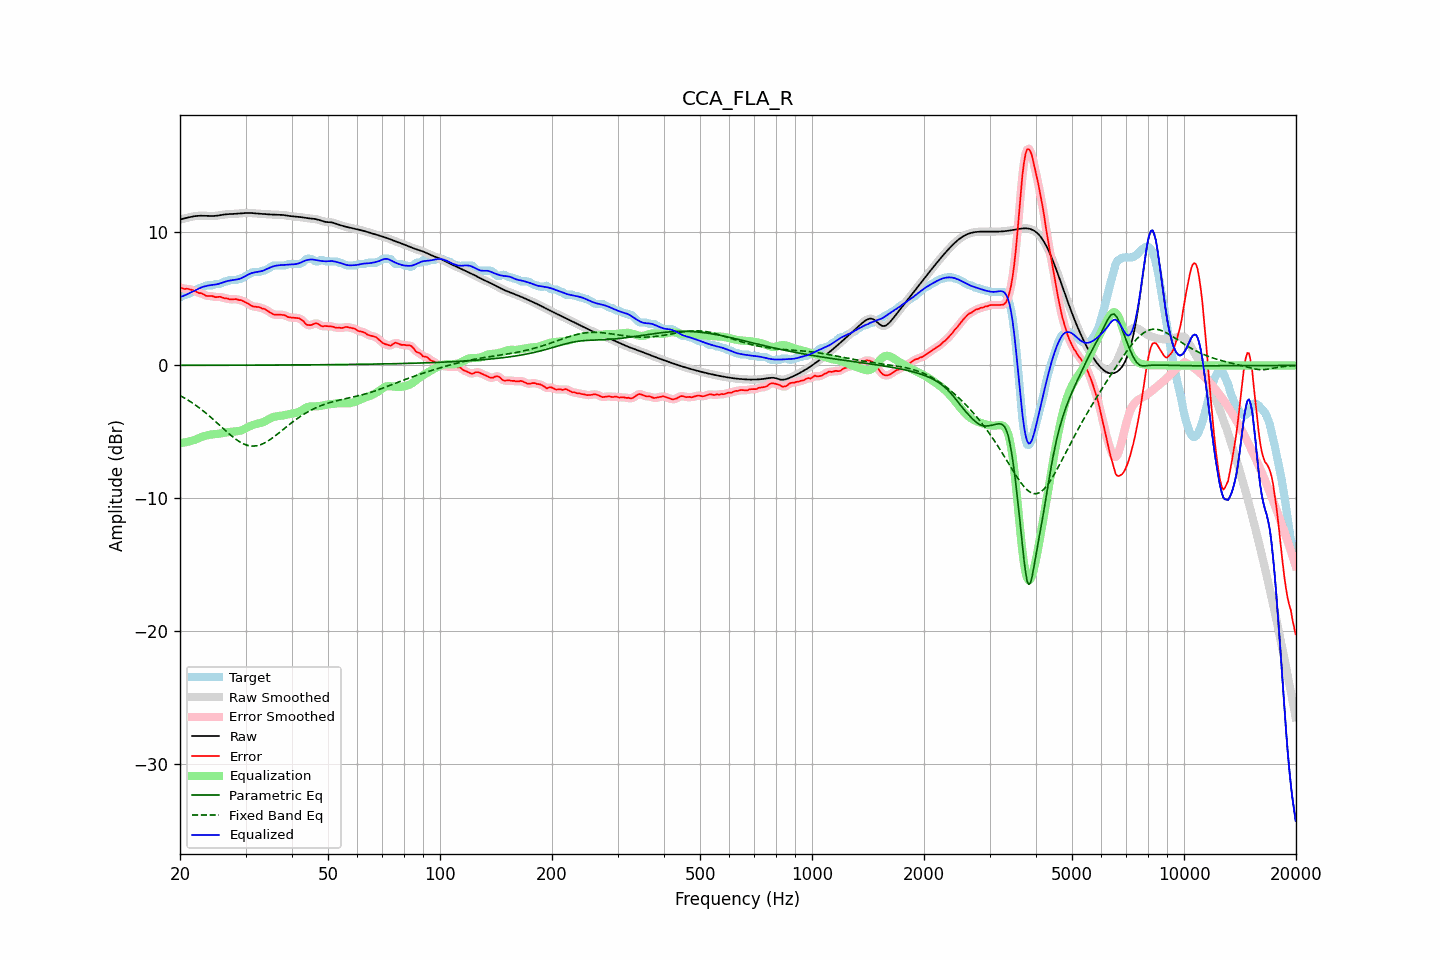 CCA_FLA_R
Amplitude (dBr)
10
0
−10
−20
−30
Target
Raw Smoothed
Error Smoothed
Raw
Error
Equalization
Parametric Eq
Fixed Band Eq
Equalized
20 50 100 200 500 1000 2000 5000 10000 20000
Frequency (Hz)